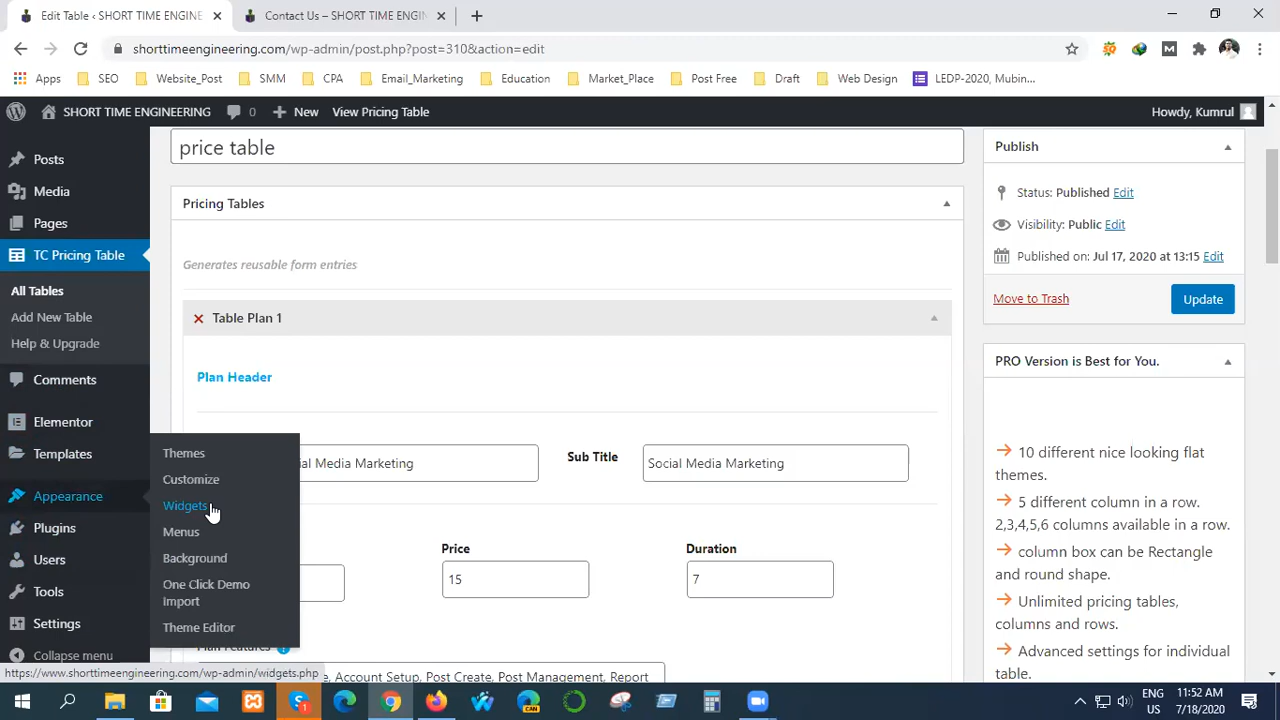 Edit Table < SHORT TIME ENGINE
Contact Us – SHORT TIME ENGINE
shorttimeengineering.com/wp-admin/post.php?post=310&action=edit
Apps
SEO
Website_Post
SMM
CPA
Email_Marketing
Education
Market_Place
Post Free
Draft
Web Design
LEDP-2020, Mubin...
SHORT TIME ENGINEERING
0
New
View Pricing Table
Howdy, Kumrul
Posts
Media
Pages
TC Pricing Table
All Tables
Add New Table
Help & Upgrade
Comments
Elementor
Templates
Appearance
Plugins
Users
Tools
Settings
Collapse menu
Themes
Customize
Widgets
Menus
Background
One Click Demo
Import
Theme Editor
price table
Pricing Tables
Generates reusable form entries
Table Plan 1
Plan Header
ial Media Marketing
Sub Title
Social Media Marketing
Price
Duration
15
7
Plan Features
e, Account Setup, Post Create, Post Management, Report
Publish
Status: Published Edit
Visibility: Public Edit
Published on: Jul 17, 2020 at 13:15 Edit
Move to Trash
Update
PRO Version is Best for You.
10 different nice looking flat
themes.
5 different column in a row.
2,3,4,5,6 columns available in a row.
column box can be Rectangle
and round shape.
Unlimited pricing tables,
columns and rows.
Advanced settings for individual
table.
https://www.shorttimeengineering.com/wp-admin/widgets.php
ENG
US
11:52 AM
7/18/2020